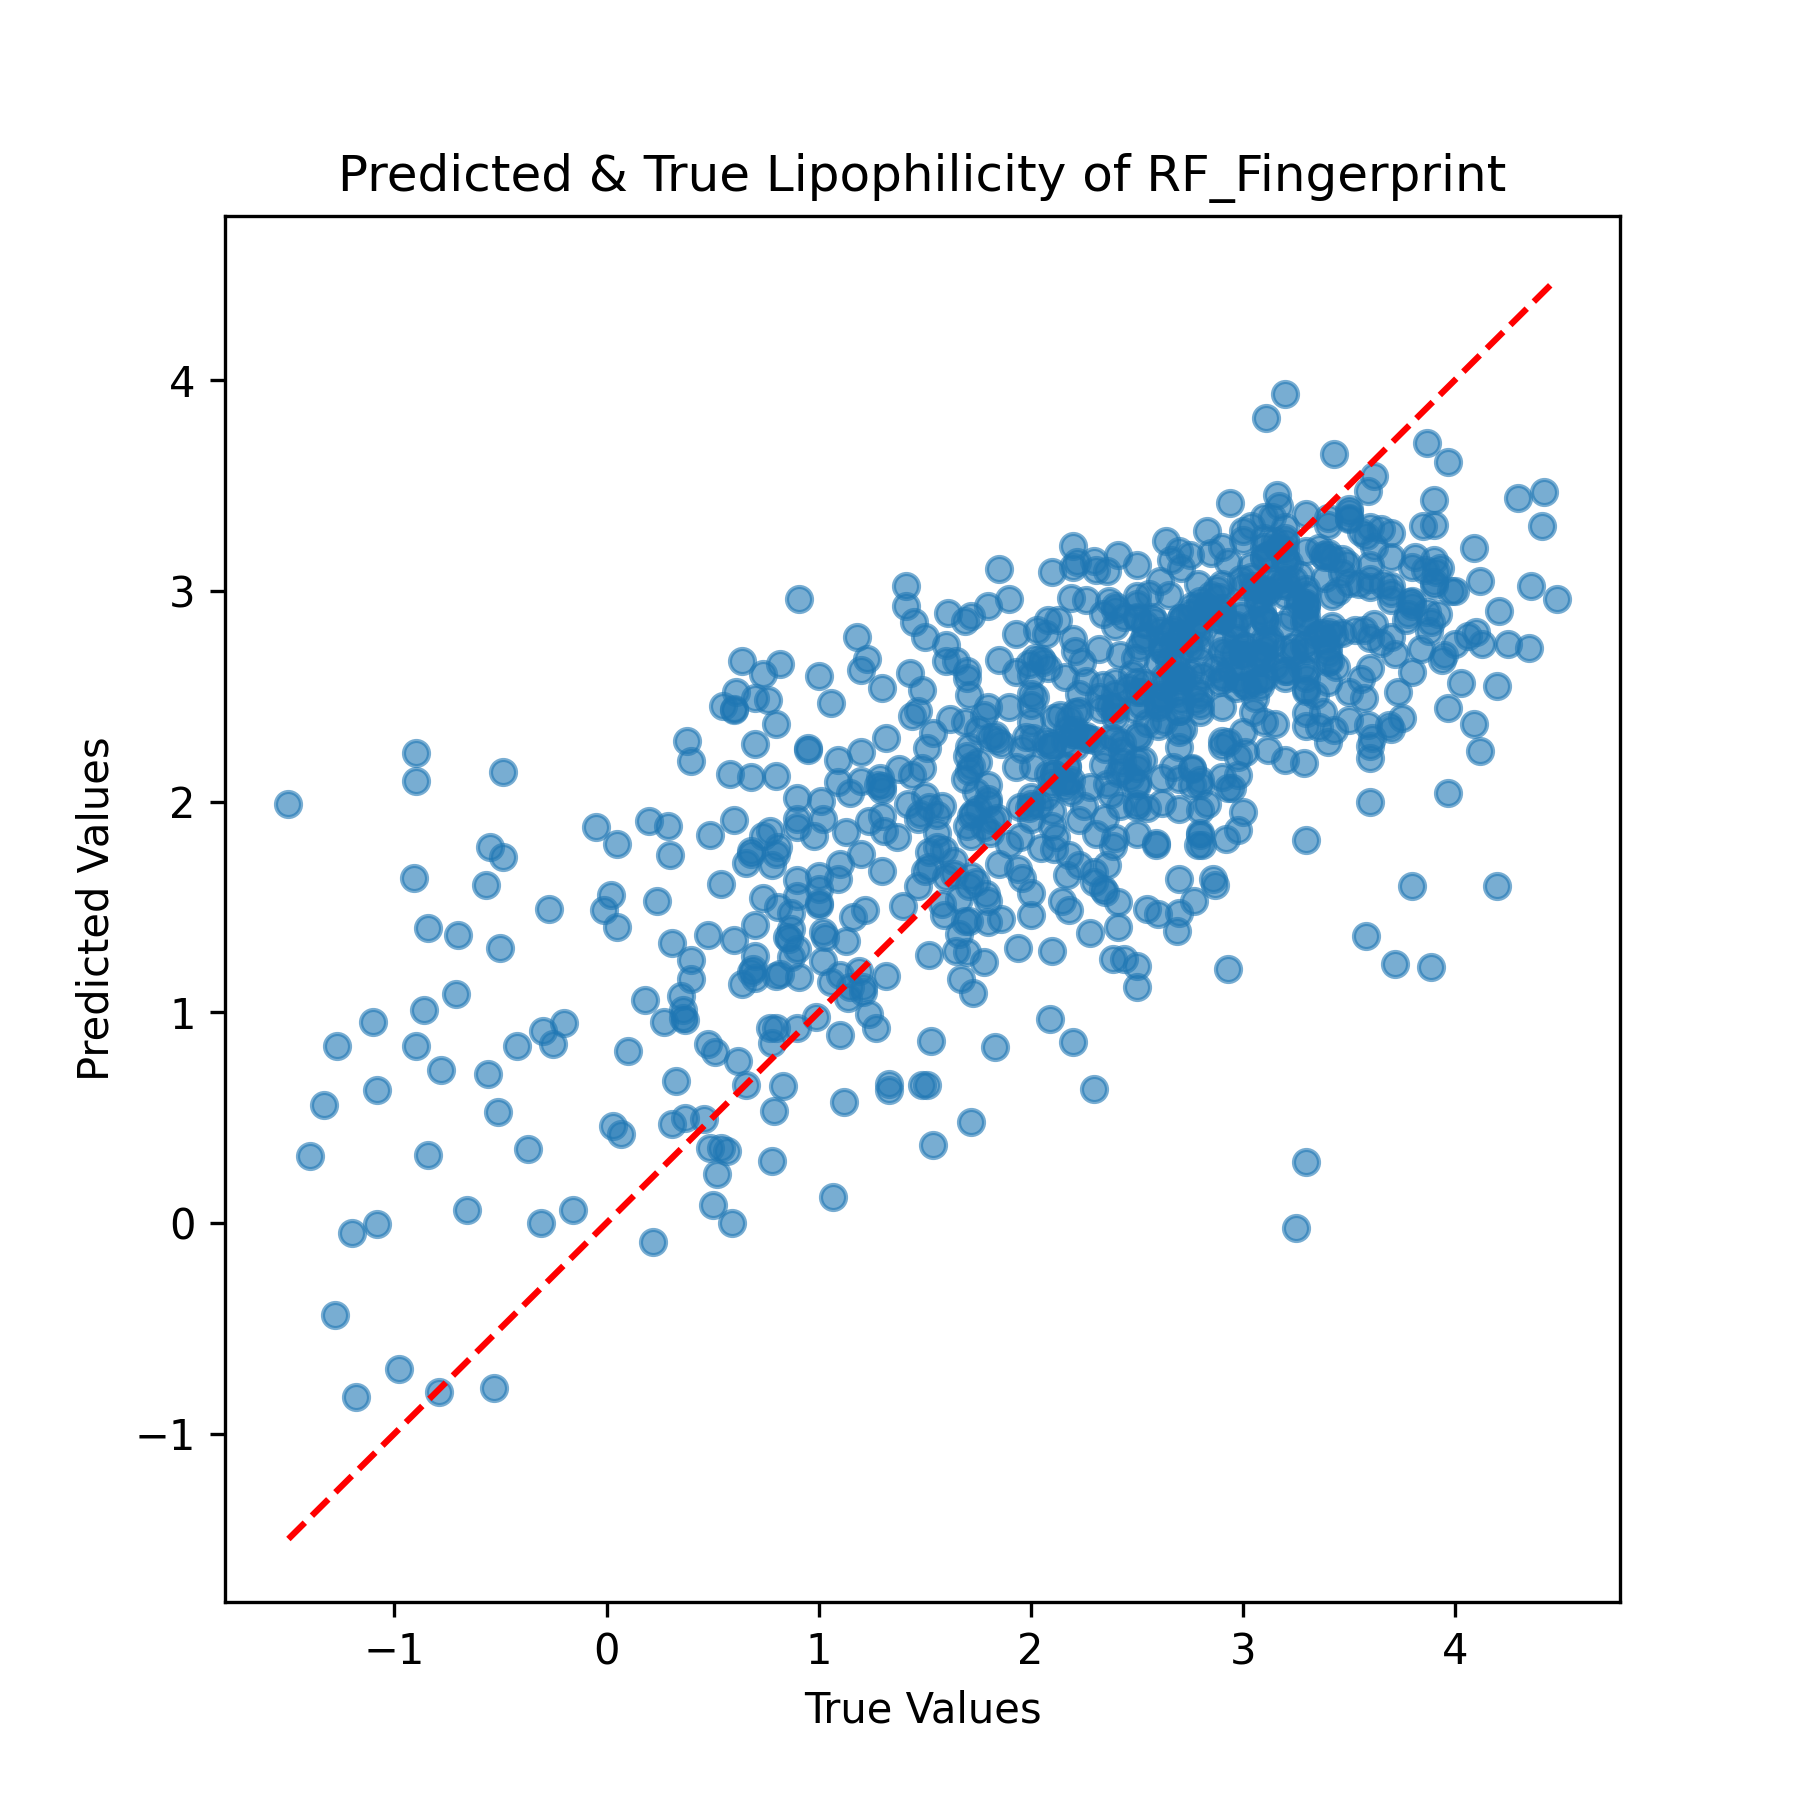 Predicted & True Lipophilicity of RF_Fingerprint
4
3
2
1
0
−1
Predicted Values
−1 0 1 2 3 4
True Values